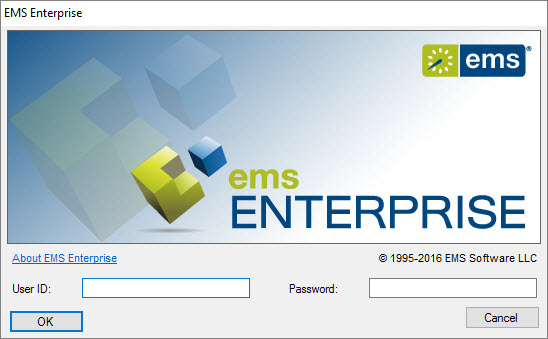 EMS Enterprise
ems®
ems
ENTERPRISE
About EMS Enterprise © 1995-2016 EMS Software LLC
User ID: Password:
OK Cancel